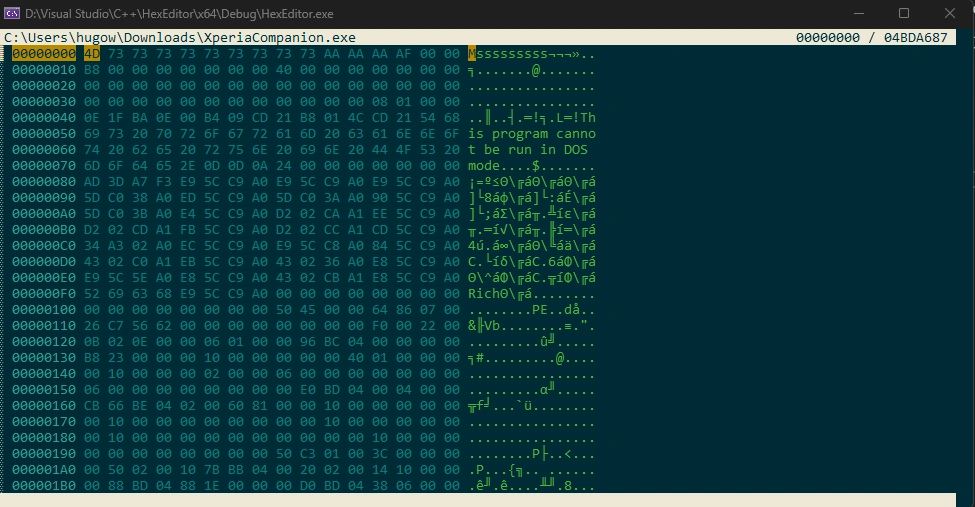 D:\Visual Studio\C++\HexEditor\x64\Debug\HexEditor.exe
C:\Users\hugow\Downloads\XperiaCompanion.exe 00000000 / 04BDA687
00000000 4D 73 73 73 73 73 73 73 73 73 AA AA AA AF 00 00 Msssssssss¬¬¬»..
00000010 B8 00 00 00 00 00 00 00 40 00 00 00 00 00 00 00 ╕.......@.......
00000020 00 00 00 00 00 00 00 00 00 00 00 00 00 00 00 00 ................
00000030 00 00 00 00 00 00 00 00 00 00 00 00 08 01 00 00 ................
00000040 0E 1F BA 0E 00 B4 09 CD 21 B8 01 4C CD 21 54 68 ..║..┤.═!╕.L═!Th
00000050 69 73 20 70 72 6F 67 72 61 6D 20 63 61 6E 6E 6F is program canno
00000060 74 20 62 65 20 72 75 6E 20 69 6E 20 44 4F 53 20 t be run in DOS
00000070 6D 6F 64 65 2E 0D 0D 0A 24 00 00 00 00 00 00 00 mode....$.......
00000080 AD 3D A7 F3 E9 5C C9 A0 E9 5C C9 A0 E9 5C C9 A0 ¡=º≤Θ\╔áΘ\╔áΘ\╔á
00000090 5D C0 38 A0 ED 5C C9 A0 5D C0 3A A0 90 5C C9 A0 ]└8áφ\╔á]└:áÉ\╔á
000000A0 5D C0 3B A0 E4 5C C9 A0 D2 02 CA A1 EE 5C C9 A0 ]└;áΣ\╔á╥.╩íε\╔á
000000B0 D2 02 CD A1 FB 5C C9 A0 D2 02 CC A1 CD 5C C9 A0 ╥.═í√\╔á╥.╠í═\╔á
000000C0 34 A3 02 A0 EC 5C C9 A0 E9 5C C8 A0 84 5C C9 A0 4ú.á∞\╔áΘ\╚áä\╔á
000000D0 43 02 C0 A1 EB 5C C9 A0 43 02 36 A0 E8 5C C9 A0 C.└íδ\╔áC.6áΦ\╔á
000000E0 E9 5C 5E A0 E8 5C C9 A0 43 02 CB A1 E8 5C C9 A0 Θ\^áΦ\╔áC.╦íΦ\╔á
000000F0 52 69 63 68 E9 5C C9 A0 00 00 00 00 00 00 00 00 RichΘ\╔á........
00000100 00 00 00 00 00 00 00 00 50 45 00 00 64 86 07 00 ........PE..då..
00000110 26 C7 56 62 00 00 00 00 00 00 00 00 F0 00 22 00 &╟Vb........≡.".
00000120 0B 02 0E 00 00 06 01 00 00 96 BC 04 00 00 00 00 .........û╝.....
00000130 B8 23 00 00 00 10 00 00 00 00 00 40 01 00 00 00 ╕#.........@....
00000140 00 10 00 00 00 02 00 00 06 00 00 00 00 00 00 00 ................
00000150 06 00 00 00 00 00 00 00 00 E0 BD 04 00 04 00 00 .........α╜.....
00000160 CB 66 BE 04 02 00 60 81 00 00 10 00 00 00 00 00 ╦f╛...`ü........
00000170 00 10 00 00 00 00 00 00 00 00 10 00 00 00 00 00 ................
00000180 00 10 00 00 00 00 00 00 00 00 00 00 10 00 00 00 ................
00000190 00 00 00 00 00 00 00 00 50 C3 01 00 3C 00 00 00 ........P├..<...
000001A0 00 50 02 00 10 7B BB 04 00 20 02 00 14 10 00 00 .P...{╗.. ......
000001B0 00 88 BD 04 88 1E 00 00 00 D0 BD 04 38 06 00 00 .ê╜.ê....╨╜.8...